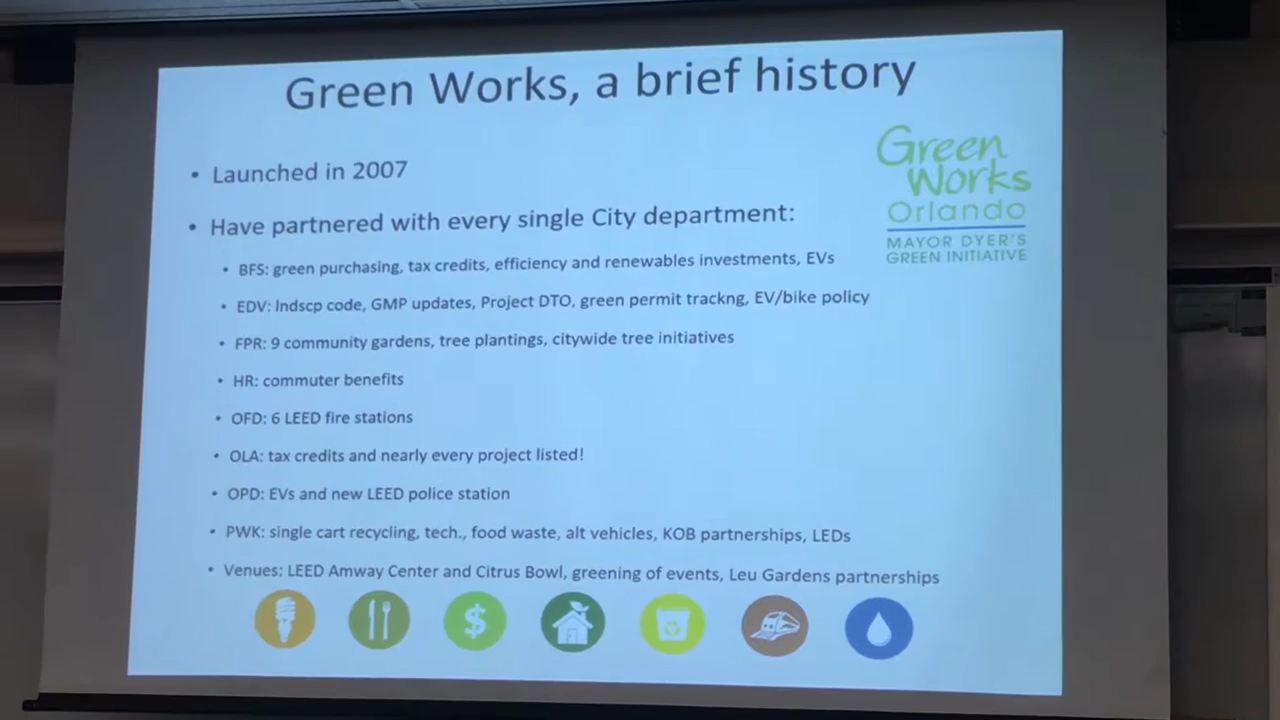 Green Works, a brief history
Green
Works
Orlando
MAYOR DYER'S
GREEN INITIATIVE
• Launched in 2007
• Have partnered with every single City department:
• BFS: green purchasing, tax credits, efficiency and renewables investments, EVs
• EDV: lndscp code, GMP updates, Project DTO, green permit trackng, EV/bike policy
• FPR: 9 community gardens, tree plantings, citywide tree initiatives
• HR: commuter benefits
• OFD: 6 LEED fire stations
• OLA: tax credits and nearly every project listed!
• OPD: EVs and new LEED police station
• PWK: single cart recycling, tech., food waste, alt vehicles, KOB partnerships, LEDs
• Venues: LEED Amway Center and Citrus Bowl, greening of events, Leu Gardens partnerships
$